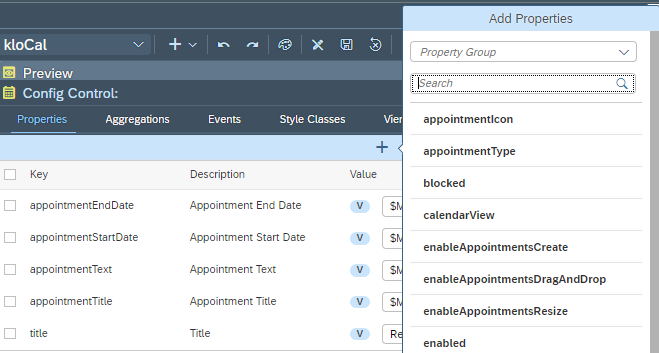 Add Properties
kloCal
Property Group
Search
Preview
Config Control:
Properties Aggregations Events Style Classes View
appointmentIcon
appointmentType
blocked
calendarView
enableAppointmentsCreate
enableAppointmentsDragAndDrop
enableAppointmentsResize
enabled
Key Description Value
appointmentEndDate Appointment End Date V $M
appointmentStartDate Appointment Start Date V $M
appointmentText Appointment Text V $M
appointmentTitle Appointment Title V $M
title Title V Re